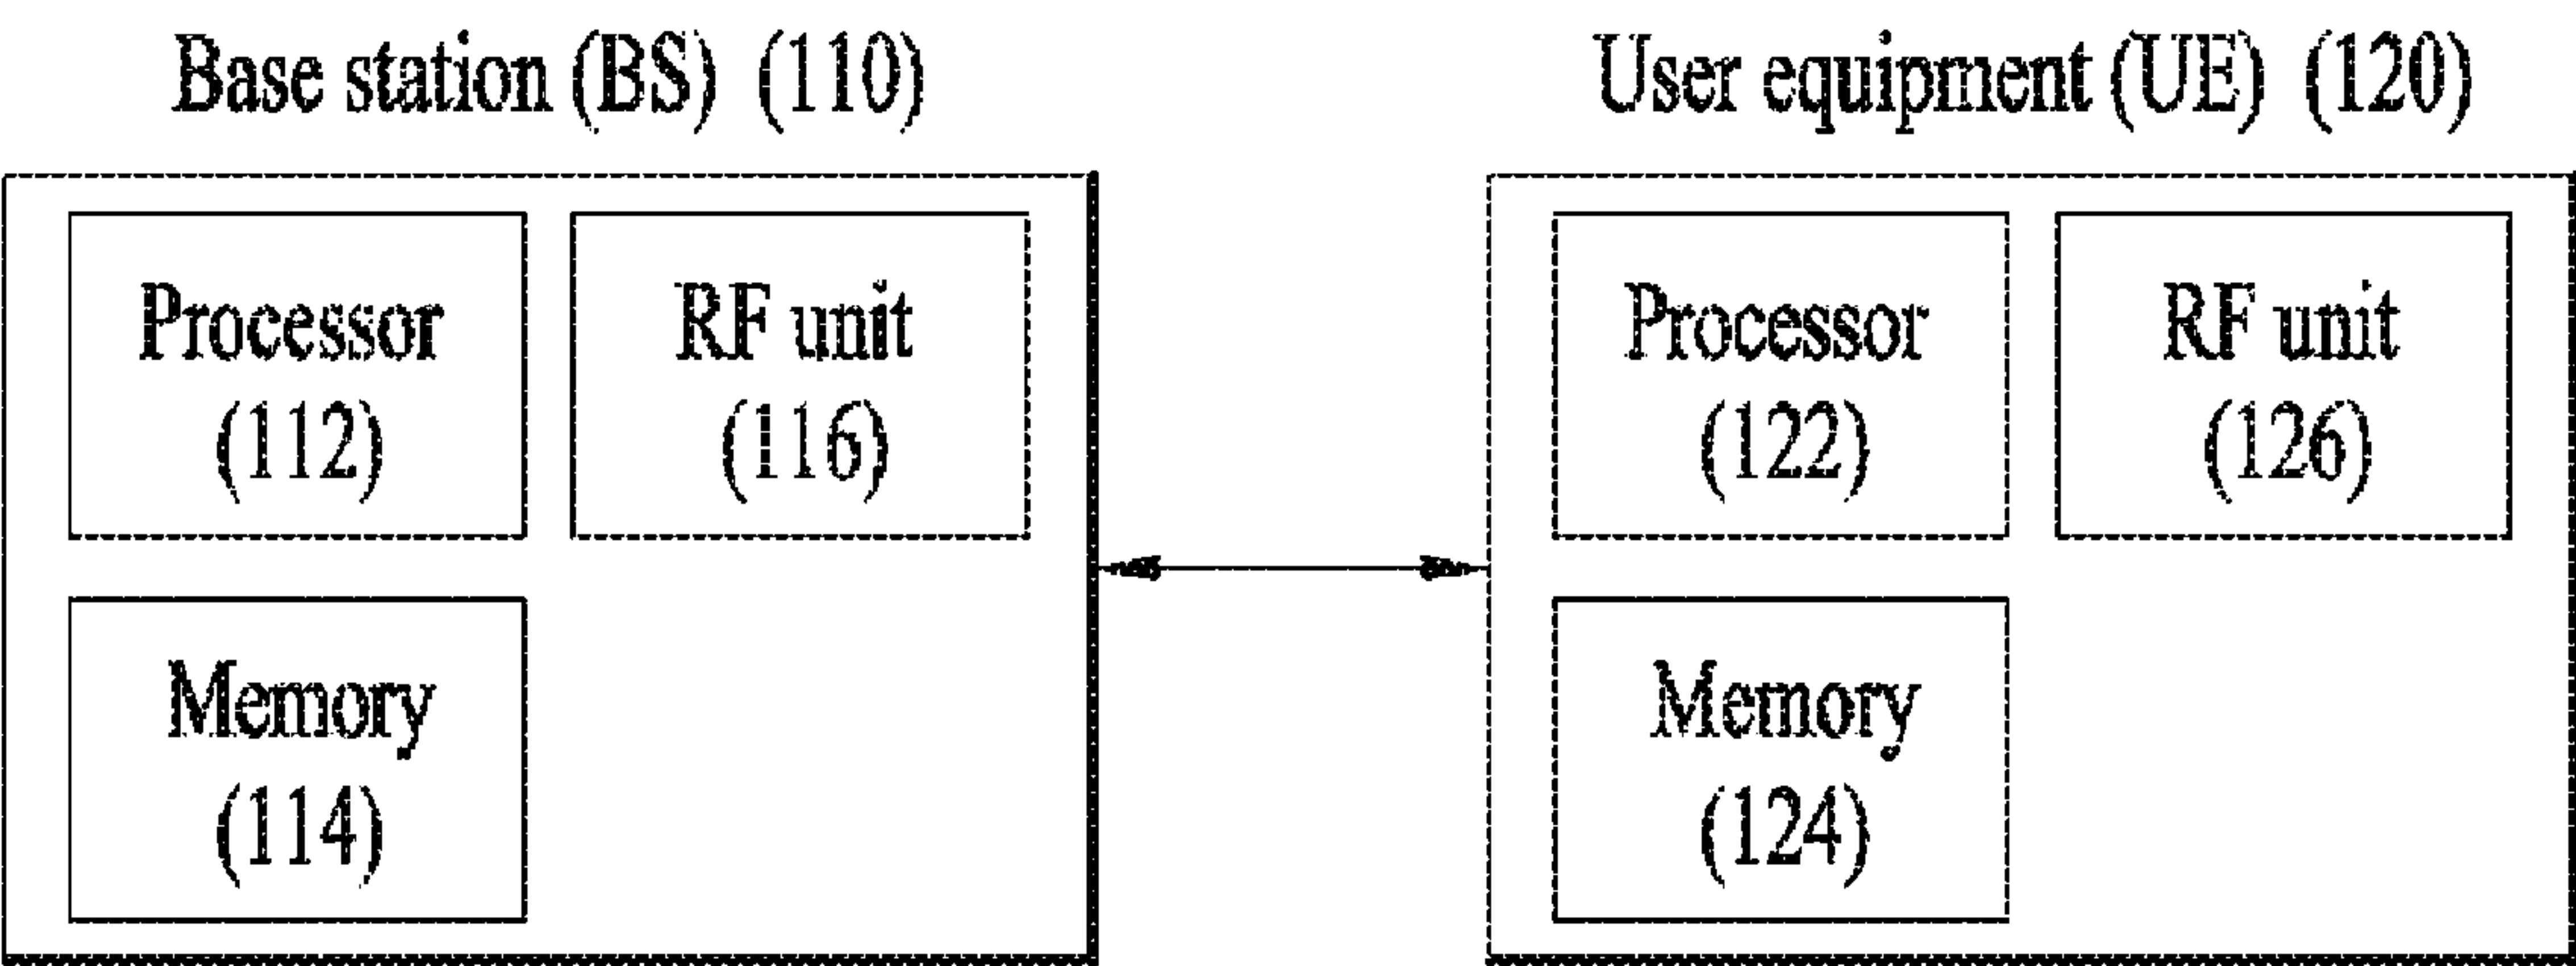 Base station (BS) (110)
User equipment (UE) (120)
Processor
(112)
RF unit
(116)
Memory
(114)
Processor
(122)
RF unit
(126)
Memory
(124)